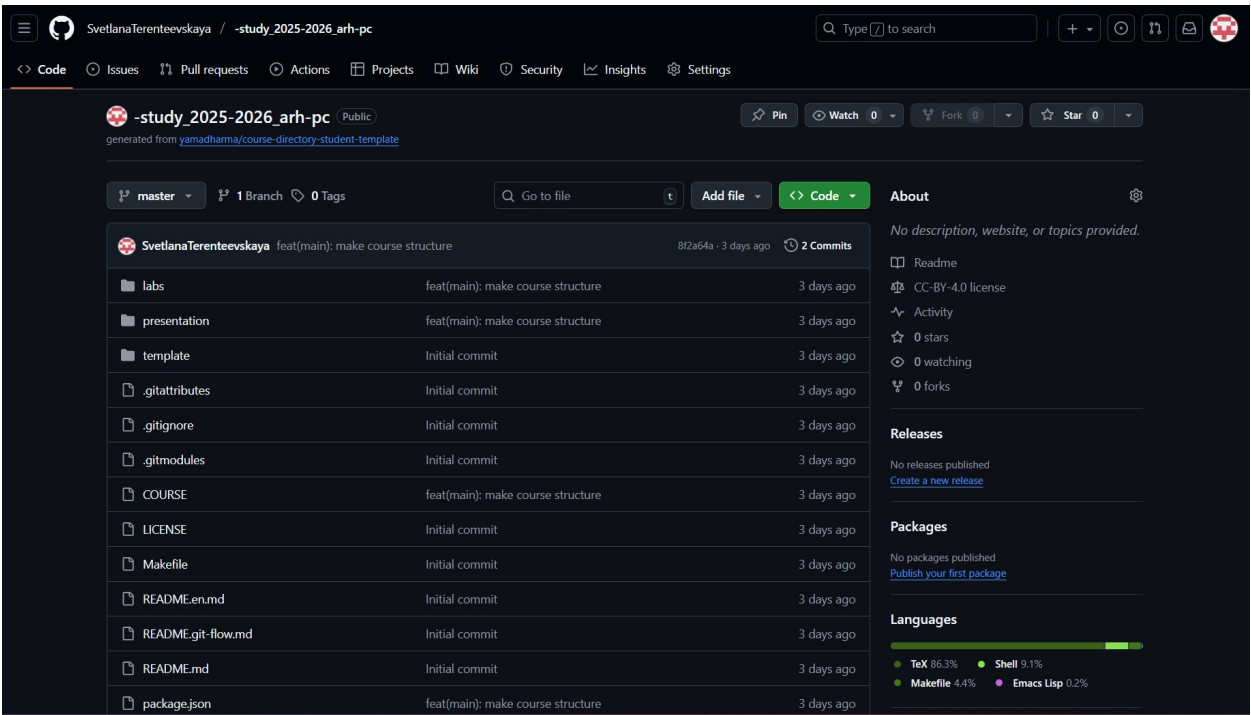 SvetlanaTerenteevskaya / -study_2025-2026_arh-pc
Type / to search
Code Issues Pull requests Actions Projects Wiki Security Insights Settings
-study_2025-2026_arh-pc Public
Pin Watch 0 Fork 0 Star 0
generated from yamadharma/course-directory-student-template
master 1 Branch 0 Tags Go to file t Add file Code
SvetlanaTerenteevskaya feat(main): make course structure 8f2a64a · 3 days ago 2 Commits
labs feat(main): make course structure 3 days ago
presentation feat(main): make course structure 3 days ago
template Initial commit 3 days ago
.gitattributes Initial commit 3 days ago
.gitignore Initial commit 3 days ago
.gitmodules Initial commit 3 days ago
COURSE feat(main): make course structure 3 days ago
LICENSE Initial commit 3 days ago
Makefile Initial commit 3 days ago
README.en.md Initial commit 3 days ago
README.git-flow.md Initial commit 3 days ago
README.md Initial commit 3 days ago
package.json feat(main): make course structure 3 days ago
About
No description, website, or topics provided.
Readme
CC-BY-4.0 license
Activity
0 stars
0 watching
0 forks
Releases
No releases published
Create a new release
Packages
No packages published
Publish your first package
Languages
TeX 86.3% Shell 9.1%
Makefile 4.4% Emacs Lisp 0.2%